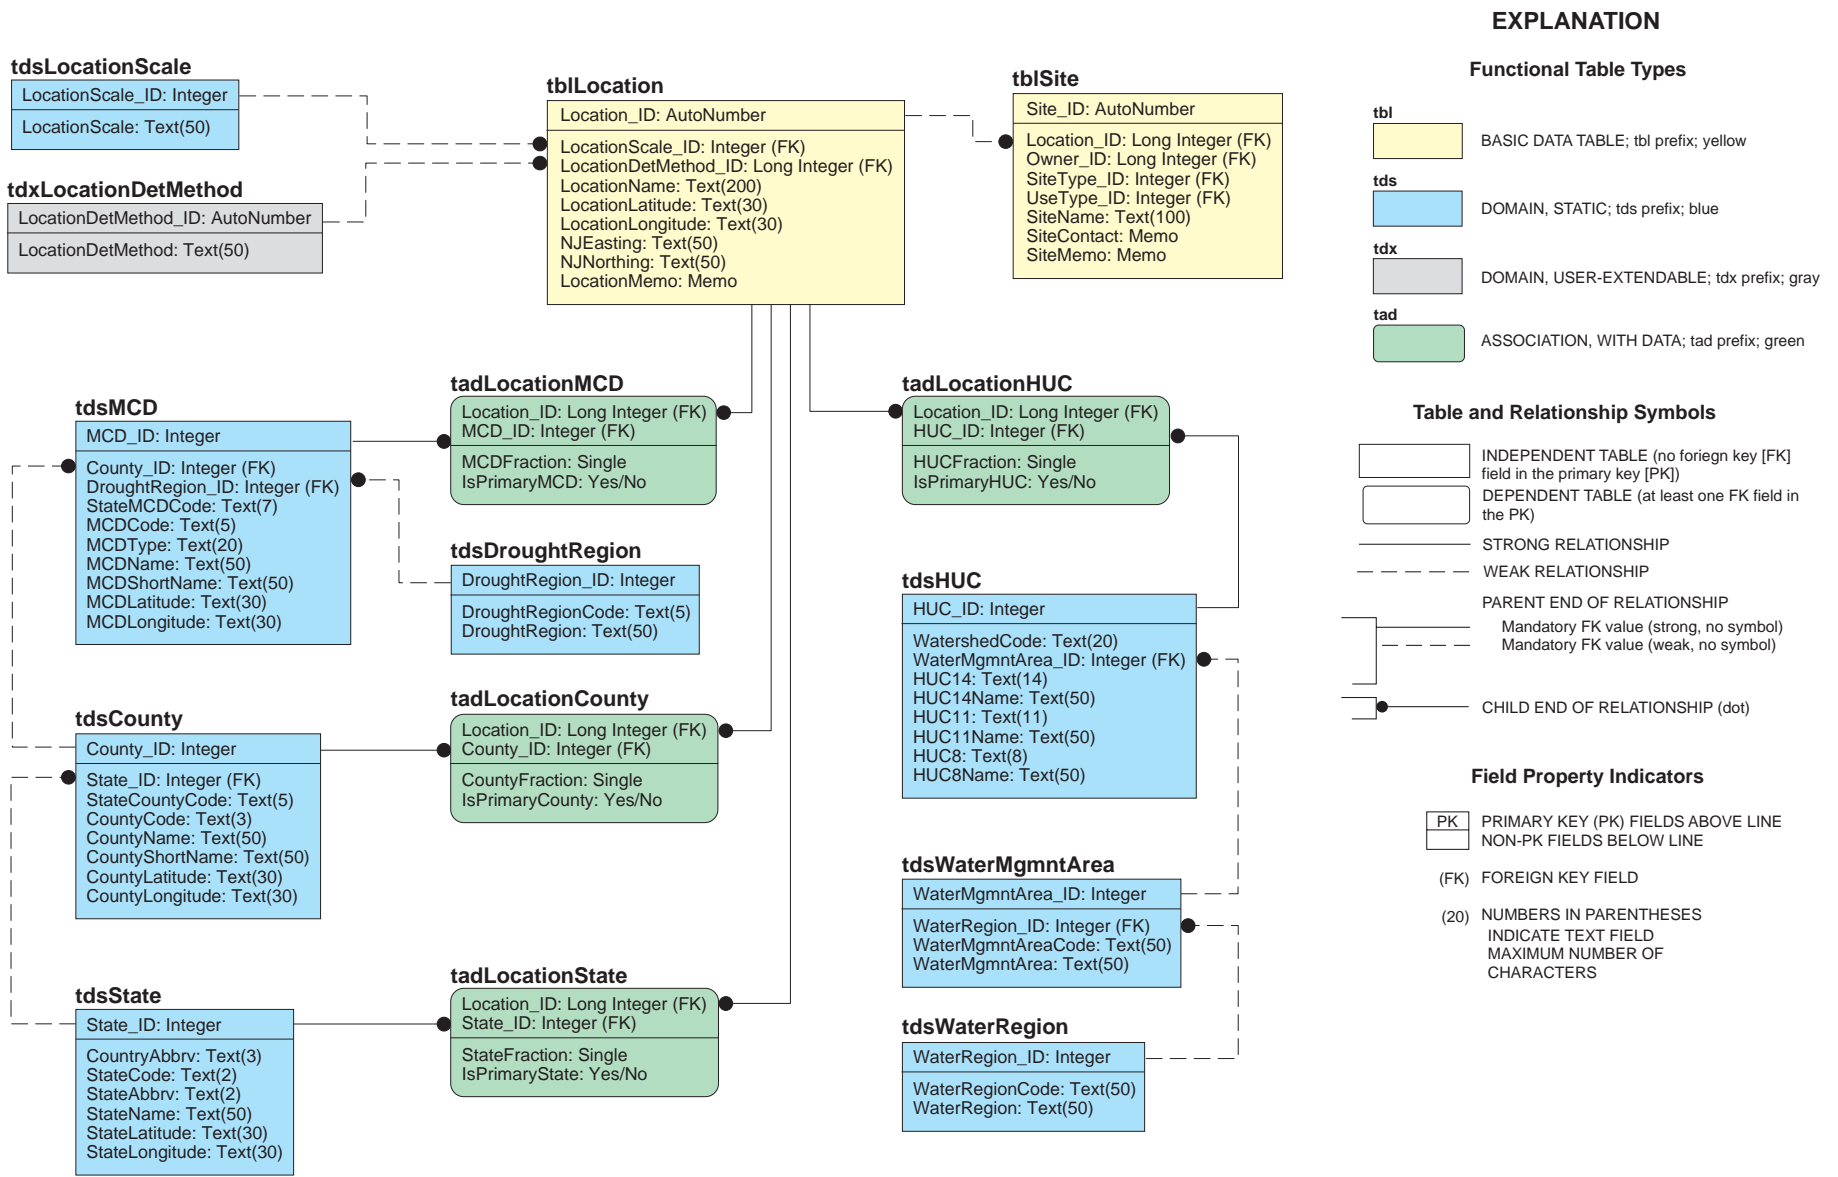 tdsLocationScale
LocationScale_ID: Integer
LocationScale: Text(50)
tdxLocationDetMethod
LocationDetMethod_ID: AutoNumber
LocationDetMethod: Text(50)
tblLocation
Location_ID: AutoNumber
LocationScale_ID: Integer (FK)
LocationDetMethod_ID: Long Integer (FK)
LocationName: Text(200)
LocationLatitude: Text(30)
LocationLongitude: Text(30)
NJEasting: Text(50)
NJNorthing: Text(50)
LocationMemo: Memo
tblSite
Site_ID: AutoNumber
Location_ID: Long Integer (FK)
Owner_ID: Long Integer (FK)
SiteType_ID: Integer (FK)
UseType_ID: Integer (FK)
SiteName: Text(100)
SiteContact: Memo
SiteMemo: Memo
tdsMCD
MCD_ID: Integer
County_ID: Integer (FK)
DroughtRegion_ID: Integer (FK)
StateMCDCode: Text(7)
MCDCode: Text(5)
MCDType: Text(20)
MCDName: Text(50)
MCDShortName: Text(50)
MCDLatitude: Text(30)
MCDLongitude: Text(30)
tadLocationMCD
Location_ID: Long Integer (FK)
MCD_ID: Integer (FK)
MCDFraction: Single
IsPrimaryMCD: Yes/No
tdsDroughtRegion
DroughtRegion_ID: Integer
DroughtRegionCode: Text(5)
DroughtRegion: Text(50)
tadLocationHUC
Location_ID: Long Integer (FK)
HUC_ID: Integer (FK)
HUCFraction: Single
IsPrimaryHUC: Yes/No
tdsHUC
HUC_ID: Integer
WatershedCode: Text(20)
WaterMgmntArea_ID: Integer (FK)
HUC14: Text(14)
HUC14Name: Text(50)
HUC11: Text(11)
HUC11Name: Text(50)
HUC8: Text(8)
HUC8Name: Text(50)
tdsCounty
County_ID: Integer
State_ID: Integer (FK)
StateCountyCode: Text(5)
CountyCode: Text(3)
CountyName: Text(50)
CountyShortName: Text(50)
CountyLatitude: Text(30)
CountyLongitude: Text(30)
tadLocationCounty
Location_ID: Long Integer (FK)
County_ID: Integer (FK)
CountyFraction: Single
IsPrimaryCounty: Yes/No
tdsWaterMgmntArea
WaterMgmntArea_ID: Integer
WaterRegion_ID: Integer (FK)
WaterMgmntAreaCode: Text(50)
WaterMgmntArea: Text(50)
tdsState
State_ID: Integer
CountryAbbrv: Text(3)
StateCode: Text(2)
StateAbbrv: Text(2)
StateName: Text(50)
StateLatitude: Text(30)
StateLongitude: Text(30)
tadLocationState
Location_ID: Long Integer (FK)
State_ID: Integer (FK)
StateFraction: Single
IsPrimaryState: Yes/No
tdsWaterRegion
WaterRegion_ID: Integer
WaterRegionCode: Text(50)
WaterRegion: Text(50)
EXPLANATION
Functional Table Types
tbl
BASIC DATA TABLE; tbl prefix; yellow
tds
DOMAIN, STATIC; tds prefix; blue
tdx
DOMAIN, USER-EXTENDABLE; tdx prefix; gray
tad
ASSOCIATION, WITH DATA; tad prefix; green
Table and Relationship Symbols
INDEPENDENT TABLE (no foriegn key [FK]
field in the primary key [PK])
DEPENDENT TABLE (at least one FK field in
the PK)
STRONG RELATIONSHIP
WEAK RELATIONSHIP
PARENT END OF RELATIONSHIP
Mandatory FK value (strong, no symbol)
Mandatory FK value (weak, no symbol)
CHILD END OF RELATIONSHIP (dot)
Field Property Indicators
PK PRIMARY KEY (PK) FIELDS ABOVE LINE
NON-PK FIELDS BELOW LINE
(FK) FOREIGN KEY FIELD
(20) NUMBERS IN PARENTHESES
INDICATE TEXT FIELD
MAXIMUM NUMBER OF
CHARACTERS